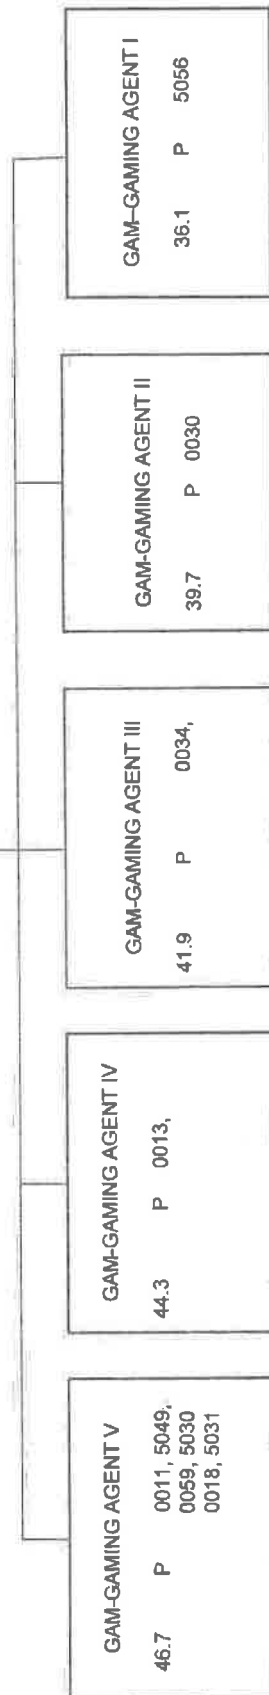 GAM-GAMING AGENT V
46.7 P 0011, 5049,
0059, 5030
0018, 5031
GAM-GAMING AGENT IV
44.3 P 0013,
GAM-GAMING AGENT III
41.9 P 0034,
GAM-GAMING AGENT II
39.7 P 0030
GAM–GAMING AGENT I
36.1 P 5056